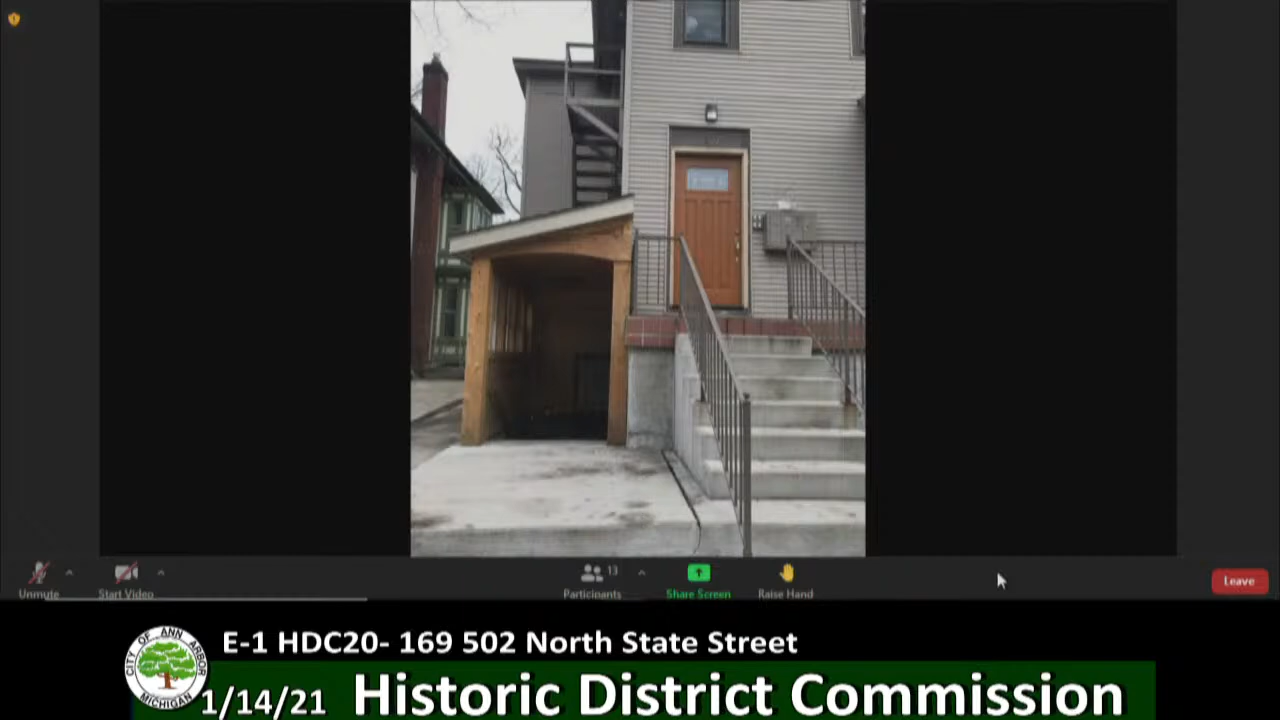 13
Unmute
Start Video
Participants
Share Screen
Raise Hand
Leave
E-1 HDC20- 169 502 North State Street
CITY OF ANN ARBOR
MICHIGAN
1/14/21 Historic District Commission